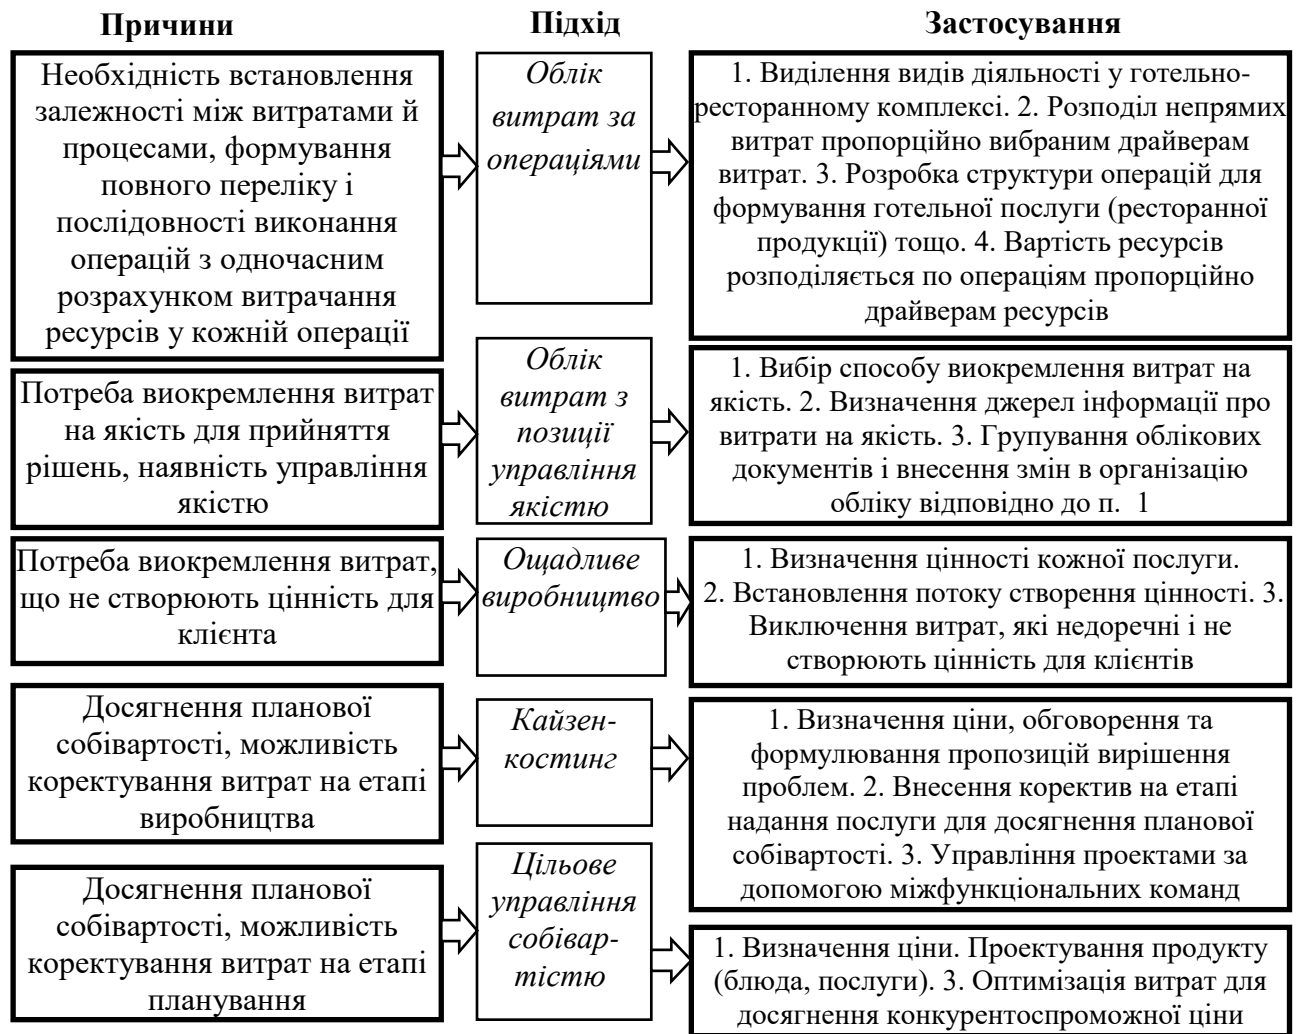 Причини
Підхід
Застосування
Необхідність встановлення
залежності між витратами й
процесами, формування
повного переліку і
послідовності виконання
операцій з одночасним
розрахунком витрачання
ресурсів у кожній операції
Облік
витрат за
операціями
1. Виділення видів діяльності у готельно-
ресторанному комплексі. 2. Розподіл непрямих
витрат пропорційно вибраним драйверам
витрат. 3. Розробка структури операцій для
формування готельної послуги (ресторанної
продукції) тощо. 4. Вартість ресурсів
розподіляється по операціям пропорційно
драйверам ресурсів
Потреба виокремлення витрат
на якість для прийняття
рішень, наявність управління
якістю
Облік
витрат з
позиції
управління
якістю
1. Вибір способу виокремлення витрат на
якість. 2. Визначення джерел інформації про
витрати на якість. 3. Групування облікових
документів і внесення змін в організацію
обліку відповідно до п. 1
Потреба виокремлення витрат,
що не створюють цінність для
клієнта
Ощадливе
виробництво
1. Визначення цінності кожної послуги.
2. Встановлення потоку створення цінності. 3.
Виключення витрат, які недоречні і не
створюють цінність для клієнтів
Досягнення планової
собівартості, можливість
коректування витрат на етапі
виробництва
Кайзен-
костинг
1. Визначення ціни, обговорення та
формулювання пропозицій вирішення
проблем. 2. Внесення коректив на етапі
надання послуги для досягнення планової
собівартості. 3. Управління проектами за
допомогою міжфункціональних команд
Досягнення планової
собівартості, можливість
коректування витрат на етапі
планування
Цільове
управління
собівар-
тістю
1. Визначення ціни. Проектування продукту
(блюда, послуги). 3. Оптимізація витрат для
досягнення конкурентоспроможної ціни